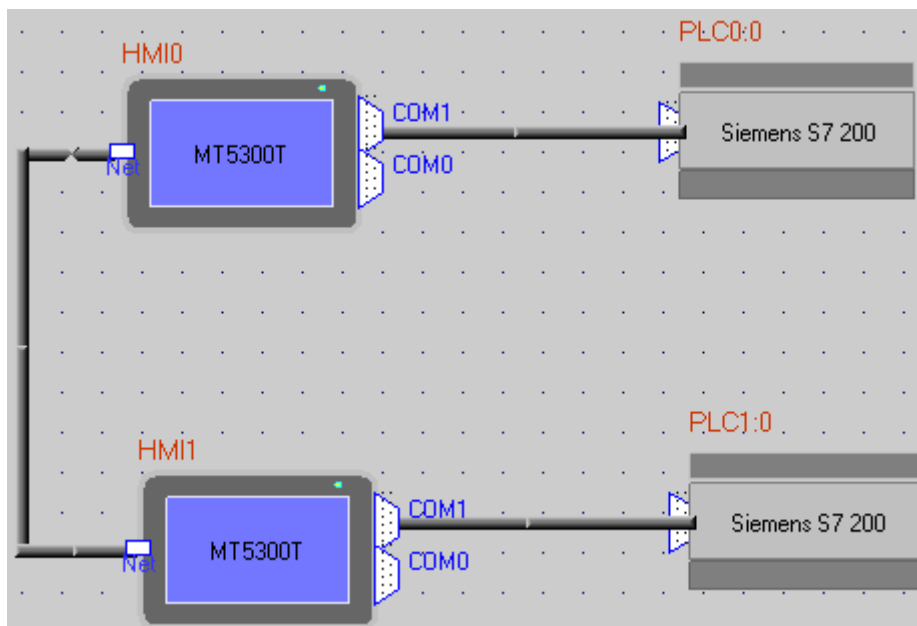 PLC0:0
HMI0
COM1
MT5300T
Siemens S7 200
COM0
Net
PLC1:0
HMI1
COM1
MT5300T
Siemens S7 200
COM0
Net